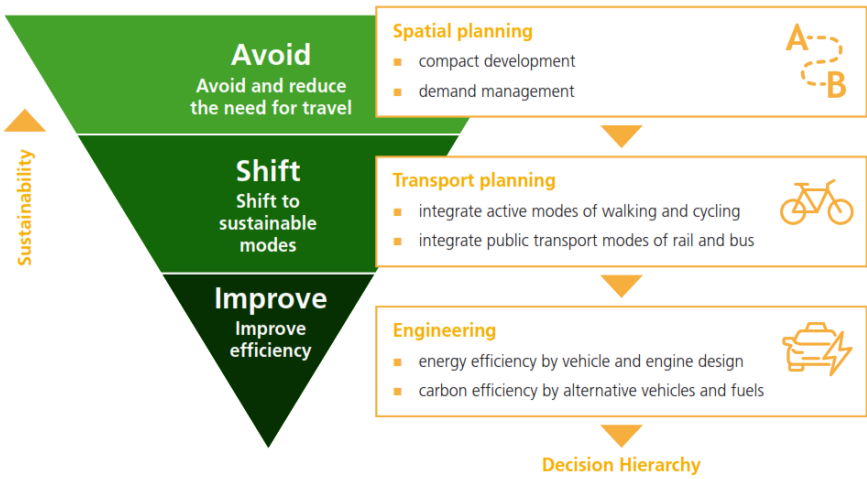 Avoid
Avoid and reduce
the need for travel
Spatial planning
compact development
demand management
A
B
Shift
Shift to
sustainable
modes
Transport planning
integrate active modes of walking and cycling
integrate public transport modes of rail and bus
Improve
Improve
efficiency
Engineering
energy efficiency by vehicle and engine design
carbon efficiency by alternative vehicles and fuels
Sustainability
Decision Hierarchy